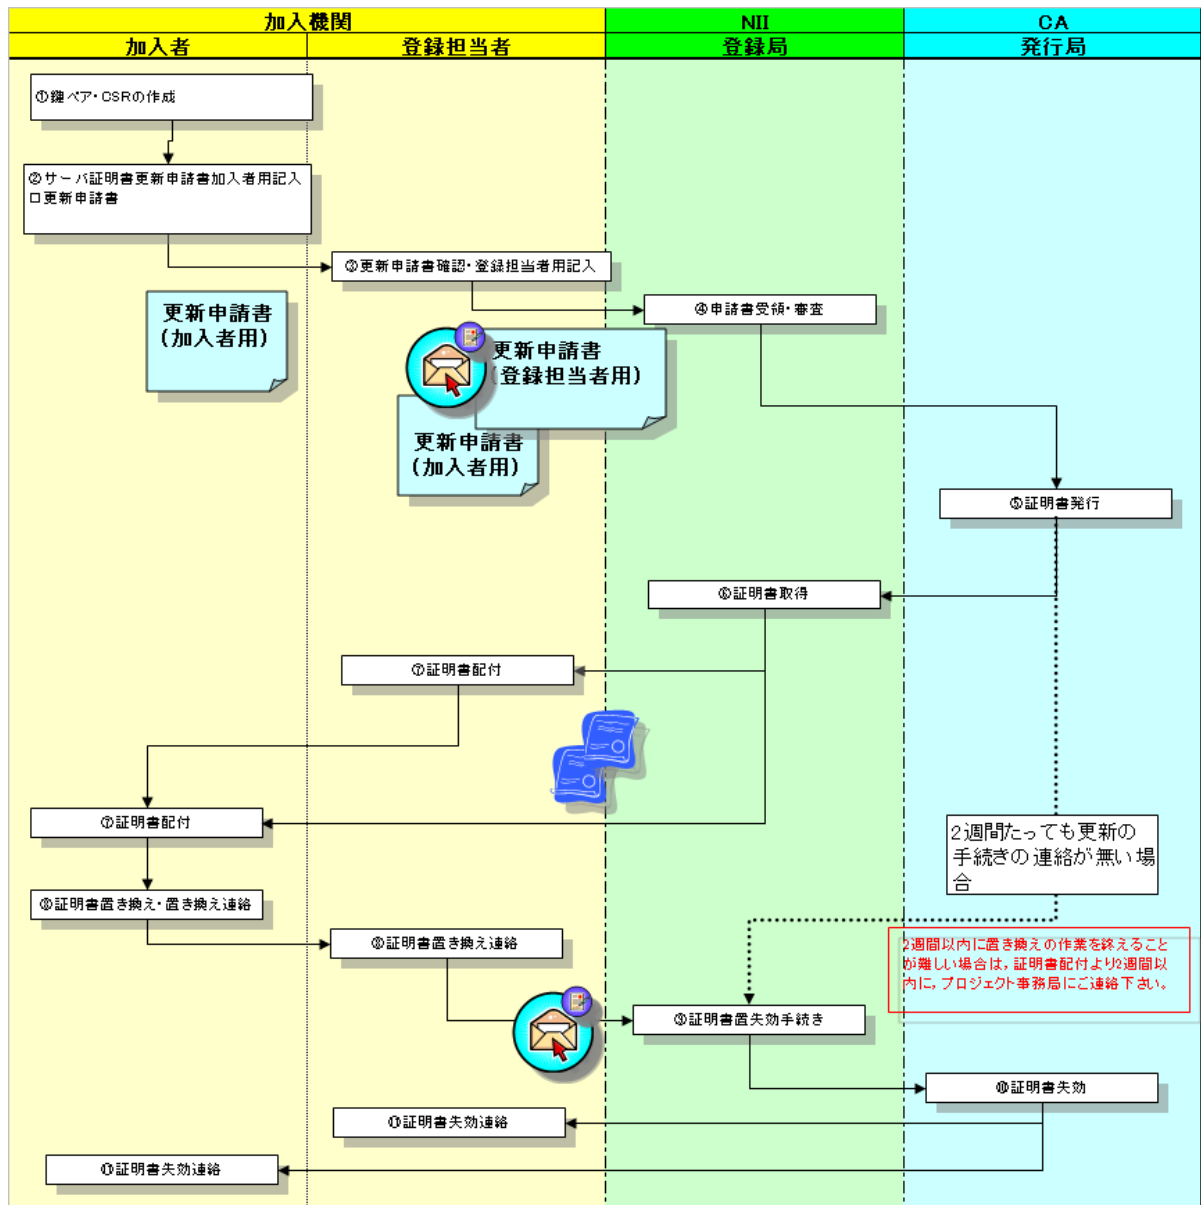 加入機関
NII
CA
加入者
登録担当者
登録局
発行局
①鍵ペア・CSRの作成
②サーバ証明書更新申請書加入者用記入
口更新申請書
③更新申請書確認・登録担当者用記入
④申請書受領・審査
更新申請書
(加入者用)
更新申請書
(登録担当者用)
更新申請書
(加入者用)
⑤証明書発行
⑥証明書取得
⑦証明書配付
⑦証明書配付
2週間たっても更新の
手続きの連絡が無い場
合
⑧証明書置き換え・置き換え連絡
⑧証明書置き換え連絡
2週間以内に置き換えの作業を終えること
が難しい場合は，証明書配付より2週間以
内に，プロジェクト事務局にご連絡下さい。
⑨証明書置失効手続き
⑩証明書失効
⑪証明書失効連絡
⑪証明書失効連絡